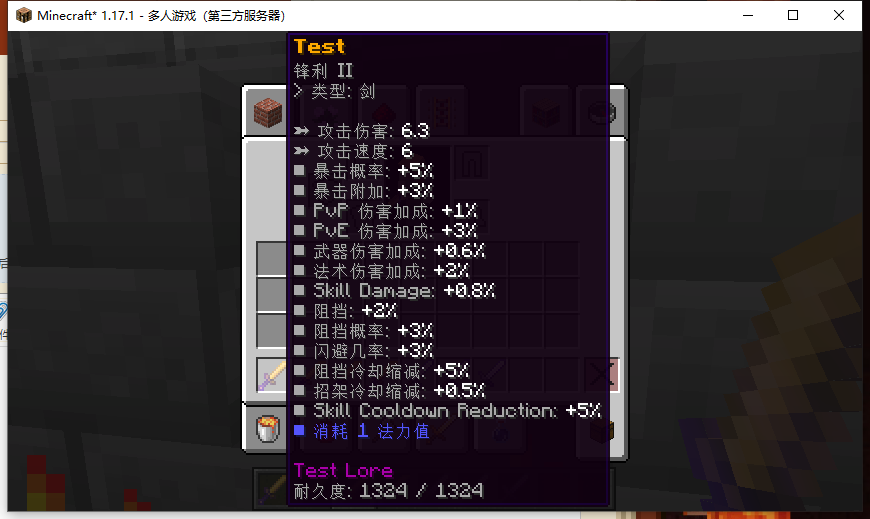 Minecraft* 1.17.1 - 多人游戏（第三方服务器）
Test
锋利 II
> 类型: 剑
➳ 攻击伤害: 6.3
➳ 攻击速度: 6
■ 暴击概率: +5%
■ 暴击附加: +3%
■ PvP 伤害加成: +1%
■ PvE 伤害加成: +3%
■ 武器伤害加成: +0.6%
■ 法术伤害加成: +2%
■ Skill Damage: +0.8%
■ 阻挡: +2%
■ 阻挡概率: +3%
■ 闪避几率: +3%
■ 阻挡冷却缩减: +5%
■ 招架冷却缩减: +0.5%
■ Skill Cooldown Reduction: +5%
■ 消耗 1 法力值
Test Lore
耐久度: 1324 / 1324